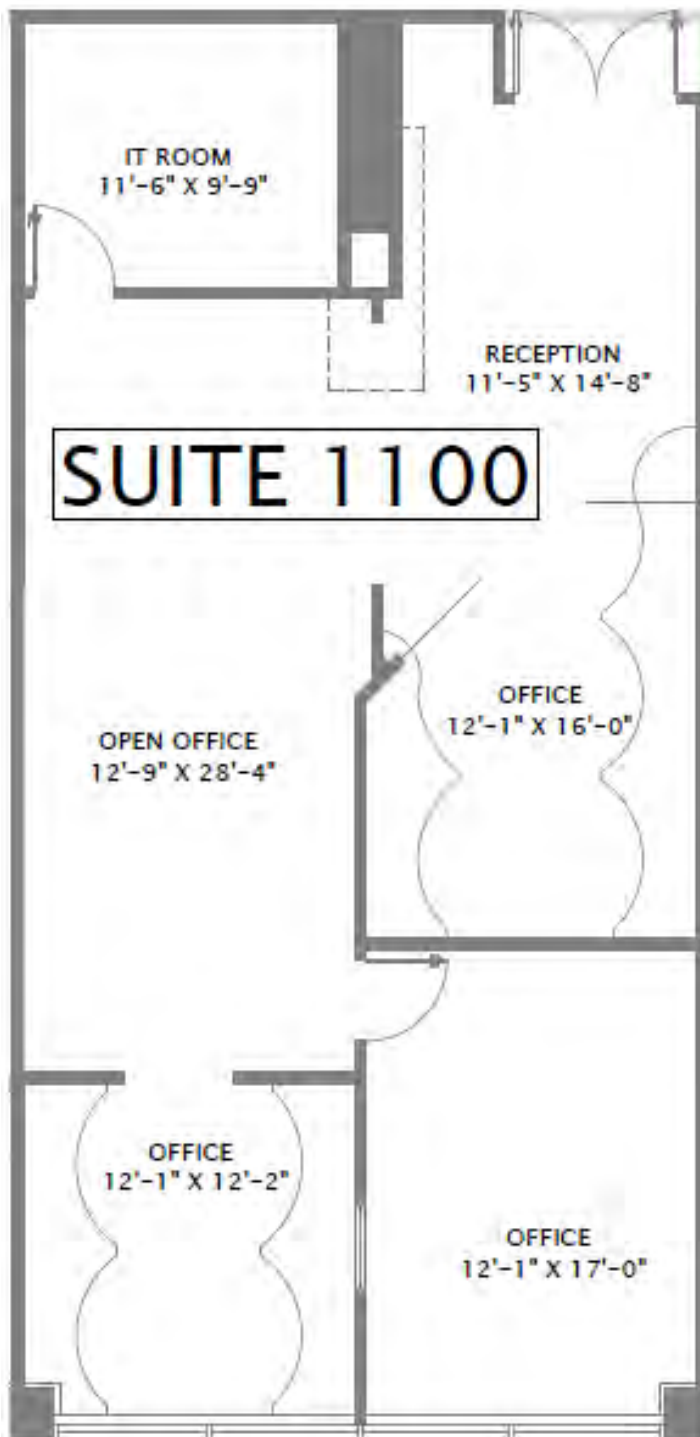 IT ROOM
11'-6" X 9'-9"
RECEPTION
11'-5" X 14'-8"
SUITE 1100
OFFICE
12'-1" X 16'-0"
OPEN OFFICE
12'-9" X 28'-4"
OFFICE
12'-1" X 12'-2"
OFFICE
12'-1" X 17'-0"